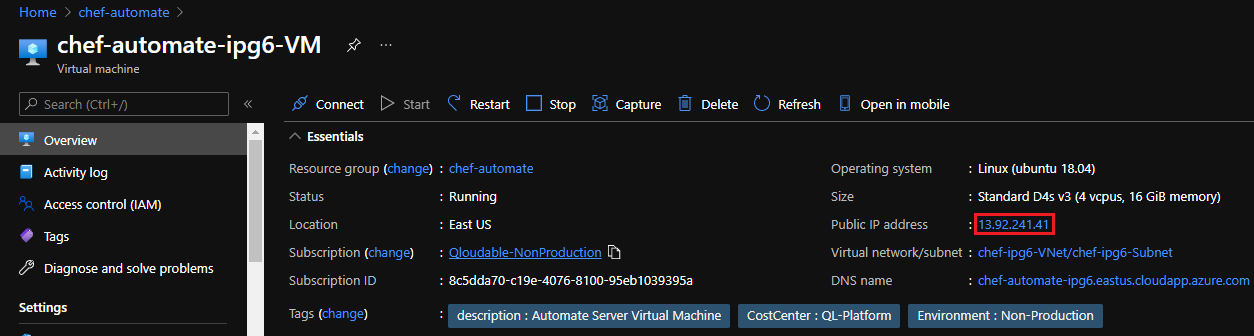 Home > chef-automate >
chef-automate-ipg6-VM ...
Virtual machine
Search (Ctrl+/) «
Connect Start Restart Stop Capture Delete Refresh Open in mobile
Overview
Activity log
Access control (IAM)
Tags
Diagnose and solve problems
Settings
Essentials
Resource group (change) : chef-automate
Status : Running
Location : East US
Subscription (change) : Qloudable-NonProduction
Subscription ID : 8c5dda70-c19e-4076-8100-95eb1039395a
Operating system : Linux (ubuntu 18.04)
Size : Standard D4s v3 (4 vcpus, 16 GiB memory)
Public IP address : 13.92.241.41
Virtual network/subnet : chef-ipg6-VNet/chef-ipg6-Subnet
DNS name : chef-automate-ipg6.eastus.cloudapp.azure.com
Tags (change) : description : Automate Server Virtual Machine CostCenter : QL-Platform Environment : Non-Production